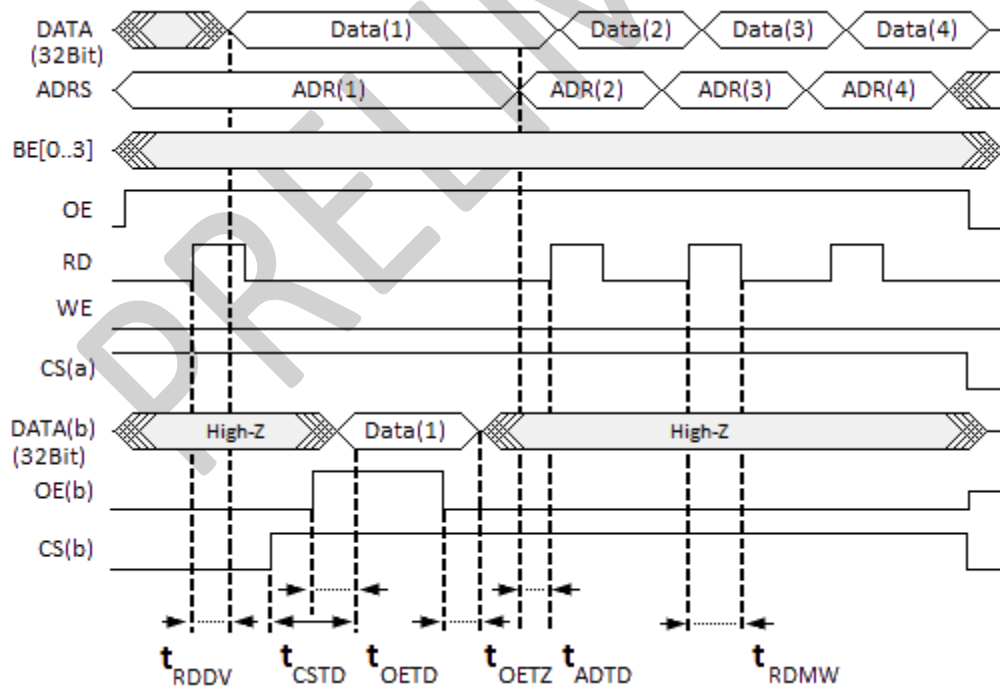 DATA
(32Bit)
Data(1) Data(2) Data(3) Data(4)
ADRS ADR(1) ADR(2) ADR(3) ADR(4)
BE[0..3]
OE
RD
WE
CS(a)
DATA(b)
(32Bit)
High-Z Data(1) High-Z
OE(b)
CS(b)
tRDDV tCSTD tOETD tOETZ tADTD tRDMW
PRELIM